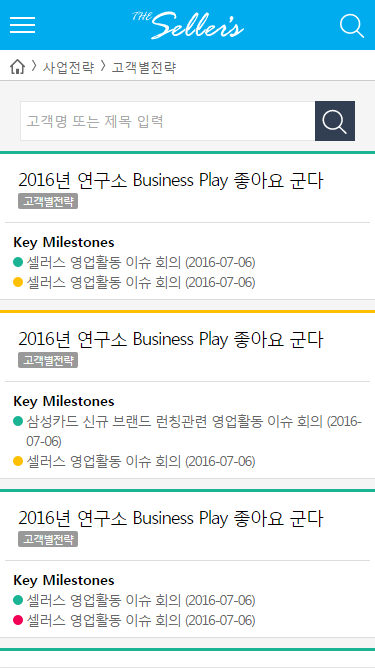 THE Seller's
사업전략 > 고객별전략
고객명 또는 제목 입력
2016년 연구소 Business Play 좋아요 군다
고객별전략
Key Milestones
셀러스 영업활동 이슈 회의 (2016-07-06)
셀러스 영업활동 이슈 회의 (2016-07-06)
2016년 연구소 Business Play 좋아요 군다
고객별전략
Key Milestones
삼성카드 신규 브랜드 런칭관련 영업활동 이슈 회의 (2016-
07-06)
셀러스 영업활동 이슈 회의 (2016-07-06)
2016년 연구소 Business Play 좋아요 군다
고객별전략
Key Milestones
셀러스 영업활동 이슈 회의 (2016-07-06)
셀러스 영업활동 이슈 회의 (2016-07-06)